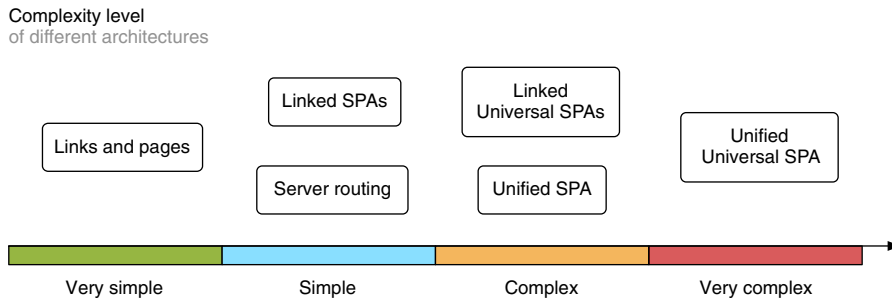 Complexity level
of different architectures
Links and pages
Linked SPAs
Server routing
Linked
Universal SPAs
Unified SPA
Unified
Universal SPA
Very simple
Simple
Complex
Very complex